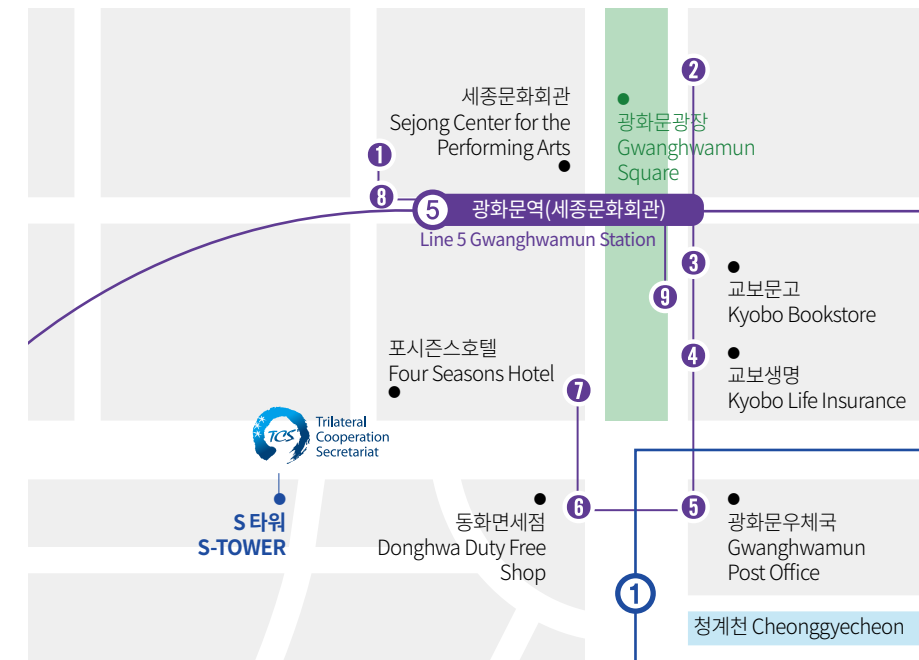 2
세종문화회관
Sejong Center for the
Performing Arts
광화문광장
Gwanghwamun
Square
1
8
5
광화문역(세종문화회관)
Line 5 Gwanghwamun Station
3
교보문고
Kyobo Bookstore
9
포시즌스호텔
Four Seasons Hotel
4
교보생명
Kyobo Life Insurance
7
TCS
Trilateral
Cooperation
Secretariat
S타워
S-TOWER
6
동화면세점
Donghwa Duty Free
Shop
5
광화문우체국
Gwanghwamun
Post Office
1
청계천 Cheonggyecheon